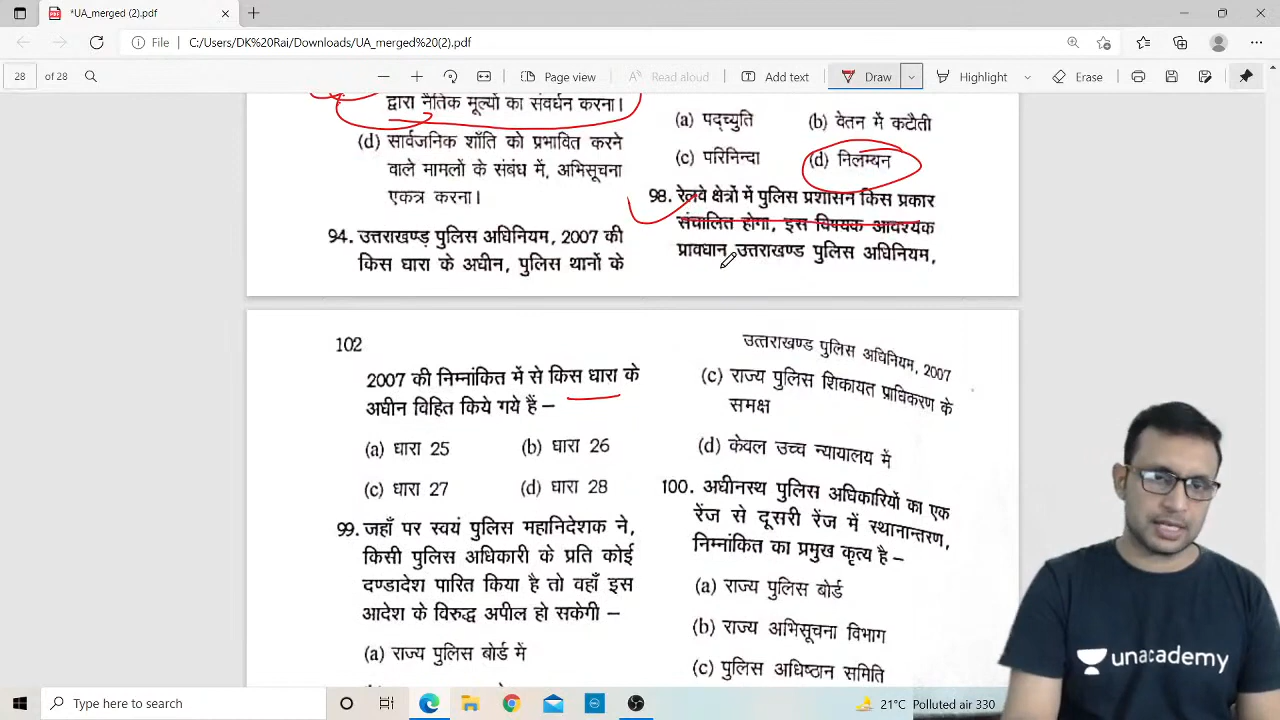 *UA_merged (2).pdf
File
C:/Users/DK%20Rai/Downloads/UA_merged%20(2).pdf
28 of 28
Page view
Read aloud
Add text
Draw
Highlight
Erase
द्वारा नैतिक मूल्यों का संवर्धन करना।
(d) सार्वजनिक शाँति को प्रभावित करने
वाले मामलों के संबंध में, अभिसूचना
एकत्र करना।
94. उत्तराखण्ड़ पुलिस अधिनियम, 2007 की
किस धारा के अधीन, पुलिस थानों के
(a) पद्च्युति (b) वेतन में कटौती
(c) परिनिन्दा (d) निलम्बन
98. रेलवे क्षेत्रों में पुलिस प्रशासन किस प्रकार
संचालित होगा, इस विषयक आवश्यक
प्रावधान उत्तराखण्ड पुलिस अधिनियम,
102
2007 की निम्नांकित में से किस धारा के
अधीन विहित किये गये हैं –
(a) धारा 25 (b) धारा 26
(c) धारा 27 (d) धारा 28
99. जहाँ पर स्वयं पुलिस महानिदेशक ने,
किसी पुलिस अधिकारी के प्रति कोई
दण्डादेश पारित किया है तो वहाँ इस
आदेश के विरुद्ध अपील हो सकेगी –
(a) राज्य पुलिस बोर्ड में
उत्तराखण्ड पुलिस अधिनियम, 2007
(c) राज्य पुलिस शिकायत प्राधिकरण के
समक्ष
(d) केवल उच्च न्यायालय में
100. अधीनस्थ पुलिस अधिकारियों का एक
रेंज से दूसरी रेंज में स्थानान्तरण,
निम्नांकित का प्रमुख कृत्य है –
(a) राज्य पुलिस बोर्ड
(b) राज्य अभिसूचना विभाग
(c) पुलिस अधिष्ठान समिति
unacademy
Type here to search
21°C Polluted air 330